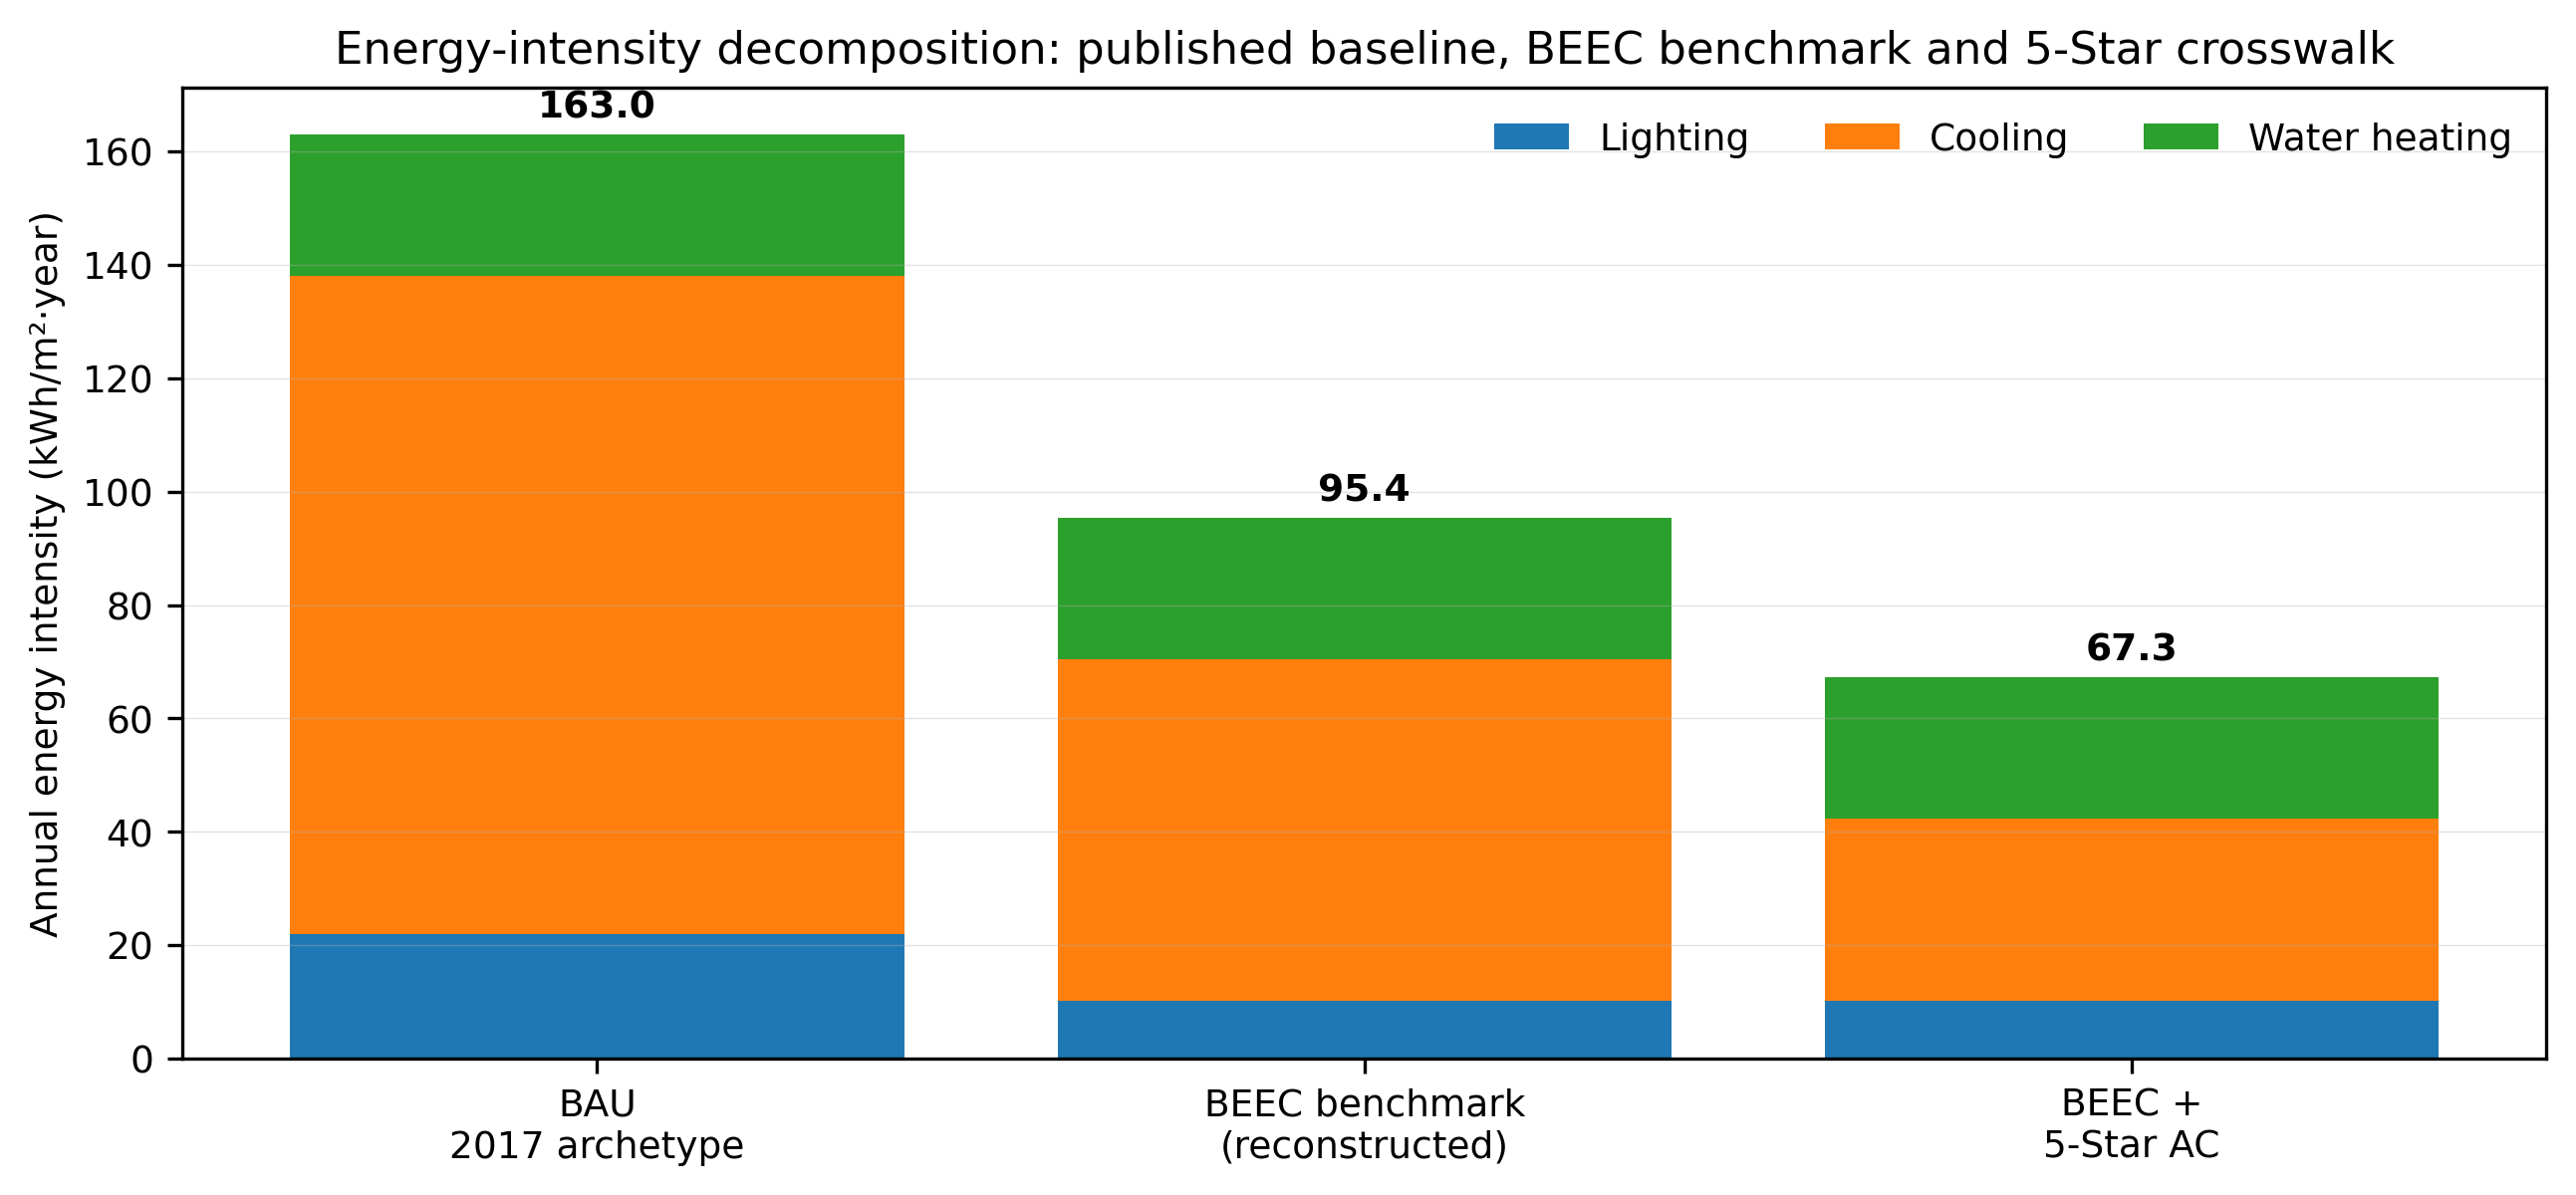 Energy-intensity decomposition: published baseline, BEEC benchmark and 5-Star crosswalk
163.0
Lighting
Cooling
Water heating
160
140
120
100
80
60
40
20
0
Annual energy intensity (kWh/m²·year)
95.4
67.3
BAU
2017 archetype
BEEC benchmark
(reconstructed)
BEEC +
5-Star AC